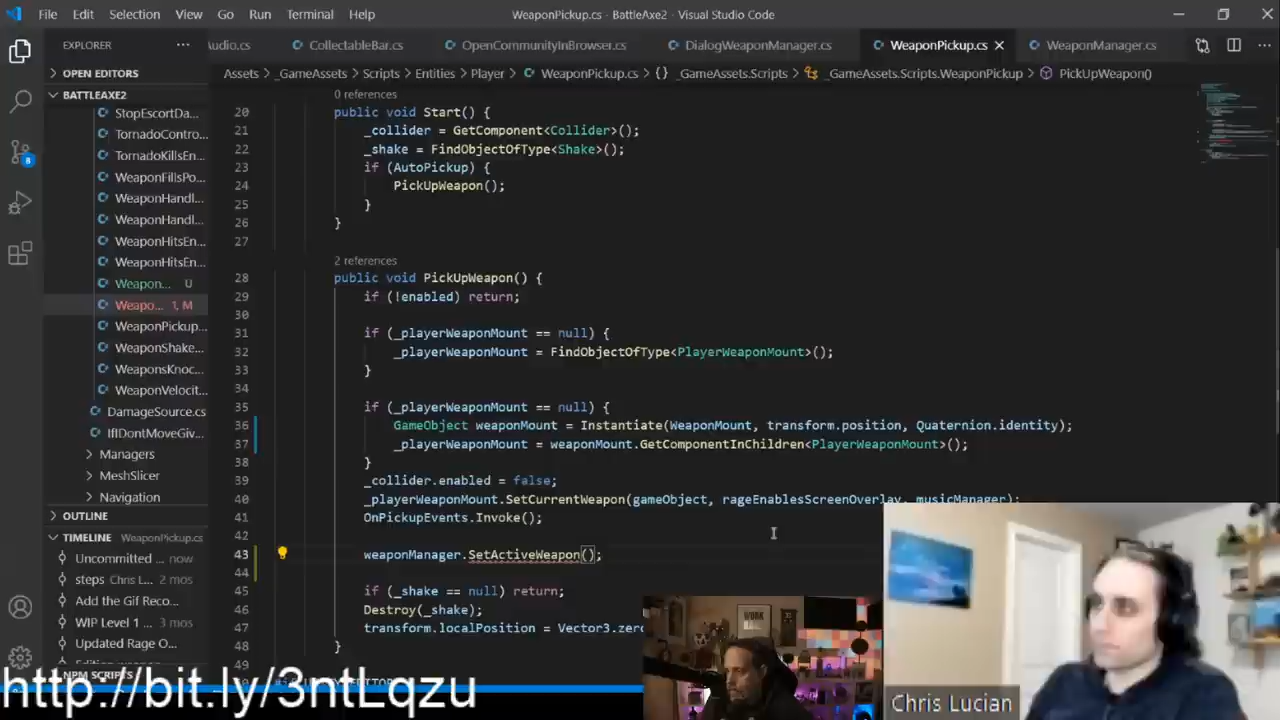 File Edit Selection View Go Run Terminal Help WeaponPickup.cs - BattleAxe2 - Visual Studio Code
EXPLORER ··· Audio.cs CollectableBar.cs OpenCommunityInBrowser.cs DialogWeaponManager.cs WeaponPickup.cs WeaponManager.cs ···
OPEN EDITORS
Assets > _GameAssets > Scripts > Entities > Player > WeaponPickup.cs > {} _GameAssets.Scripts > _GameAssets.Scripts.WeaponPickup > PickUpWeapon()
BATTLEAXE2
StopEscortDa...
TornadoContro...
TornadoKillsEn...
WeaponFillsPo...
WeaponHandl...
WeaponHandl...
WeaponHitsEn...
WeaponHitsEn...
Weapon... U
Weapo... 1, M
WeaponPickup...
WeaponShake...
WeaponsKnoc...
WeaponVelocit...
DamageSource.cs
IfIDontMoveGiv...
Managers
MeshSlicer
Navigation
OUTLINE
TIMELINE WeaponPickup.cs
Uncommitted ... now
steps Chris L... 2 mos
Add the Gif Reco...
WIP Level 1 ... 3 mos
Updated Rage O...
NPM SCRIPTS
8
0 references
20 public void Start() {
21 _collider = GetComponent<Collider>();
22 _shake = FindObjectOfType<Shake>();
23 if (AutoPickup) {
24 PickUpWeapon();
25 }
26 }
27
2 references
28 public void PickUpWeapon() {
29 if (!enabled) return;
30
31 if (_playerWeaponMount == null) {
32 _playerWeaponMount = FindObjectOfType<PlayerWeaponMount>();
33 }
34
35 if (_playerWeaponMount == null) {
36 GameObject weaponMount = Instantiate(WeaponMount, transform.position, Quaternion.identity);
37 _playerWeaponMount = weaponMount.GetComponentInChildren<PlayerWeaponMount>();
38 }
39 _collider.enabled = false;
40 _playerWeaponMount.SetCurrentWeapon(gameObject, rageEnablesScreenOverlay, musicManager);
41 OnPickupEvents.Invoke();
42
43 weaponManager.SetActiveWeapon();
44
45 if (_shake == null) return;
46 Destroy(_shake);
47 transform.localPosition = Vector3.zero
48 }
49
http://bit.ly/3ntLqzu
WORK
Chris Lucian